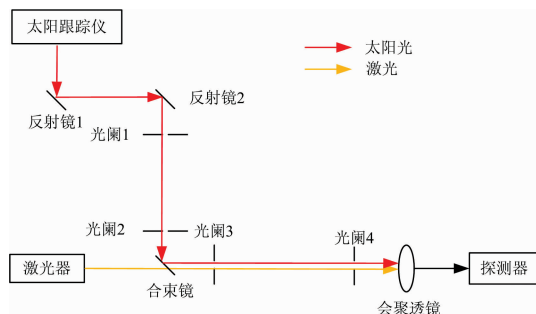 太阳跟踪仪
太阳光
激光
反射镜1
反射镜2
光阑1
光阑2
光阑3
光阑4
激光器
合束镜
会聚透镜
探测器